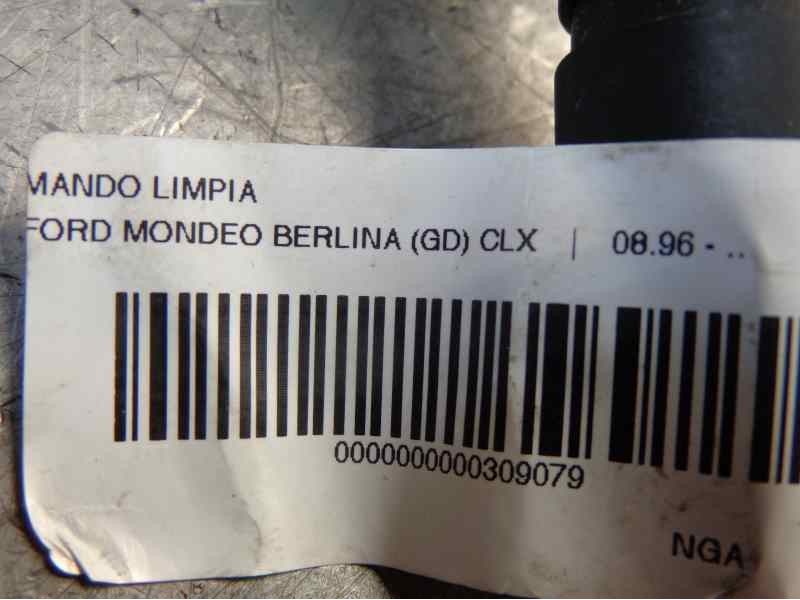 MANDO LIMPIA
FORD MONDEO BERLINA (GD) CLX | 08.96 - ..
0000000000309079
NGA